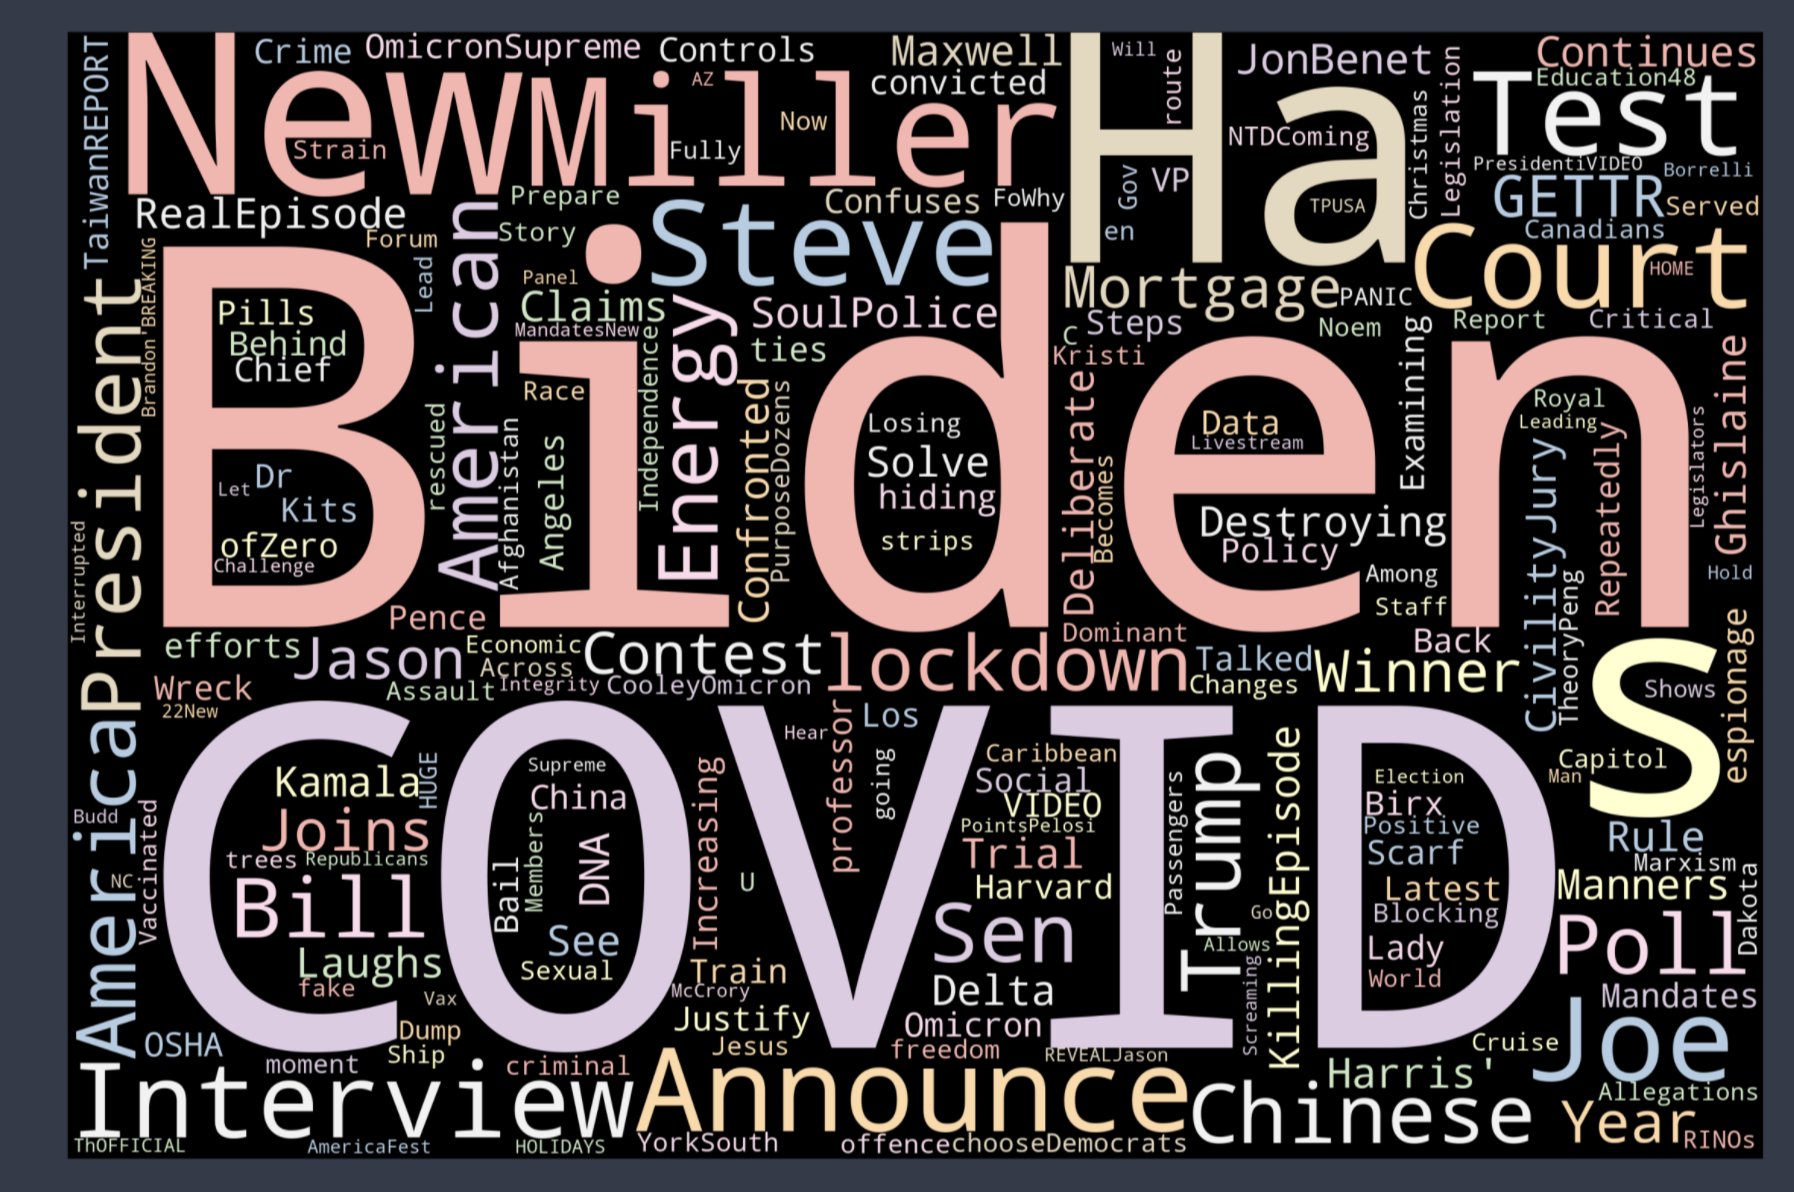 TaiwanREPORT
New
Crime
OmicronSupreme
Controls
Maxwell
convicted
Ha
Will
route
JonBenet
Legislation
Continues
Education48
Test
Miller
AZ
Now
Strain
Fully
NTDComing
Christmas
PresidentiVIDEO
Borrelli
Gov
VP
TPUSA
GETTR
Served
Prepare
Confuses
FoWhy
RealEpisode
Story
Forum
Steve
en
Canadians
Court
HOME
BREAKING
Brandon
Lead
American
Panel
Claims
MandatesNew
Energy
SoulPolice
ties
Mortgage
PANIC
C
Steps
Noem
Report
Critical
Kristi
President
Biden
Pills
Behind
Chief
Independence
Race
Confronted
PurposeDozens
Losing
Solve
hiding
strips
Deliberate
Becomes
Data
Livestream
Examining
Royal
Leading
Ghislaine
Legislators
Repeatedly
rescued
Afghanistan
Angeles
Let
Dr
Kits
ofZero
Challenge
Destroying
Policy
Among
Staff
CivilityJury
TheoryPeng
Hold
Interrupted
Pence
efforts
Jason
Economic
Across
Contest
lockdown
Dominant
Talked
Changes
Winner
Back
S
Shows
espionage
Wreck
22New
Assault
Integrity
CooleyOmicron
America
COVID
professor
Los
Hear
going
Caribbean
Social
VIDEO
PointsPelosi
Trial
Harvard
Passengers
Trump
KillingEpisode
Election
Birx
Positive
Scarf
Latest
Blocking
Lady
World
Man
Capitol
Rule
Marxism
Manners
Dakota
Poll
Kamala
HUGE
Supreme
China
Joins
Members
DNA
Increasing
U
Budd
Vaccinated
NC
trees
Republicans
Bill
Bail
See
Sexual
Laughs
fake
Vax
Train
McCrory
Sen
Delta
Go
Allows
Screaming
Mandates
Joe
Dump
Ship
Justify
Jesus
Omicron
freedom
REVEALJason
Cruise
OSHA
moment
criminal
Harris'
Allegations
Interview
Announce
Chinese
Year
RINOs
ThOFFICIAL
AmericaFest
HOLIDAYS
YorkSouth
offence
chooseDemocrats